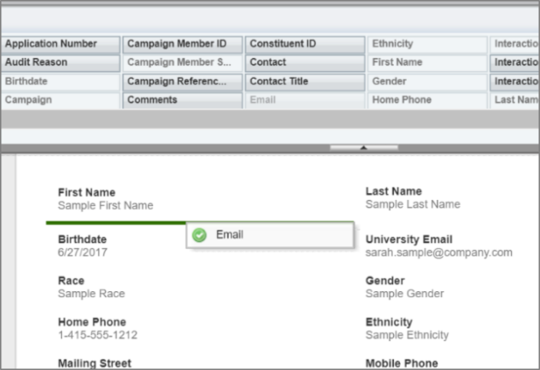 Application Number Campaign Member ID Constituent ID Ethnicity Interactio
Audit Reason Campaign Member S... Contact First Name Interactio
Birthdate Campaign Referenc... Contact Title Gender Interactio
Campaign Comments Email Home Phone Last Nam
First Name Last Name
Sample First Name Sample Last Name
Email
Birthdate University Email
6/27/2017 sarah.sample@company.com
Race Gender
Sample Race Sample Gender
Home Phone Ethnicity
1-415-555-1212 Sample Ethnicity
Mailing Street Mobile Phone